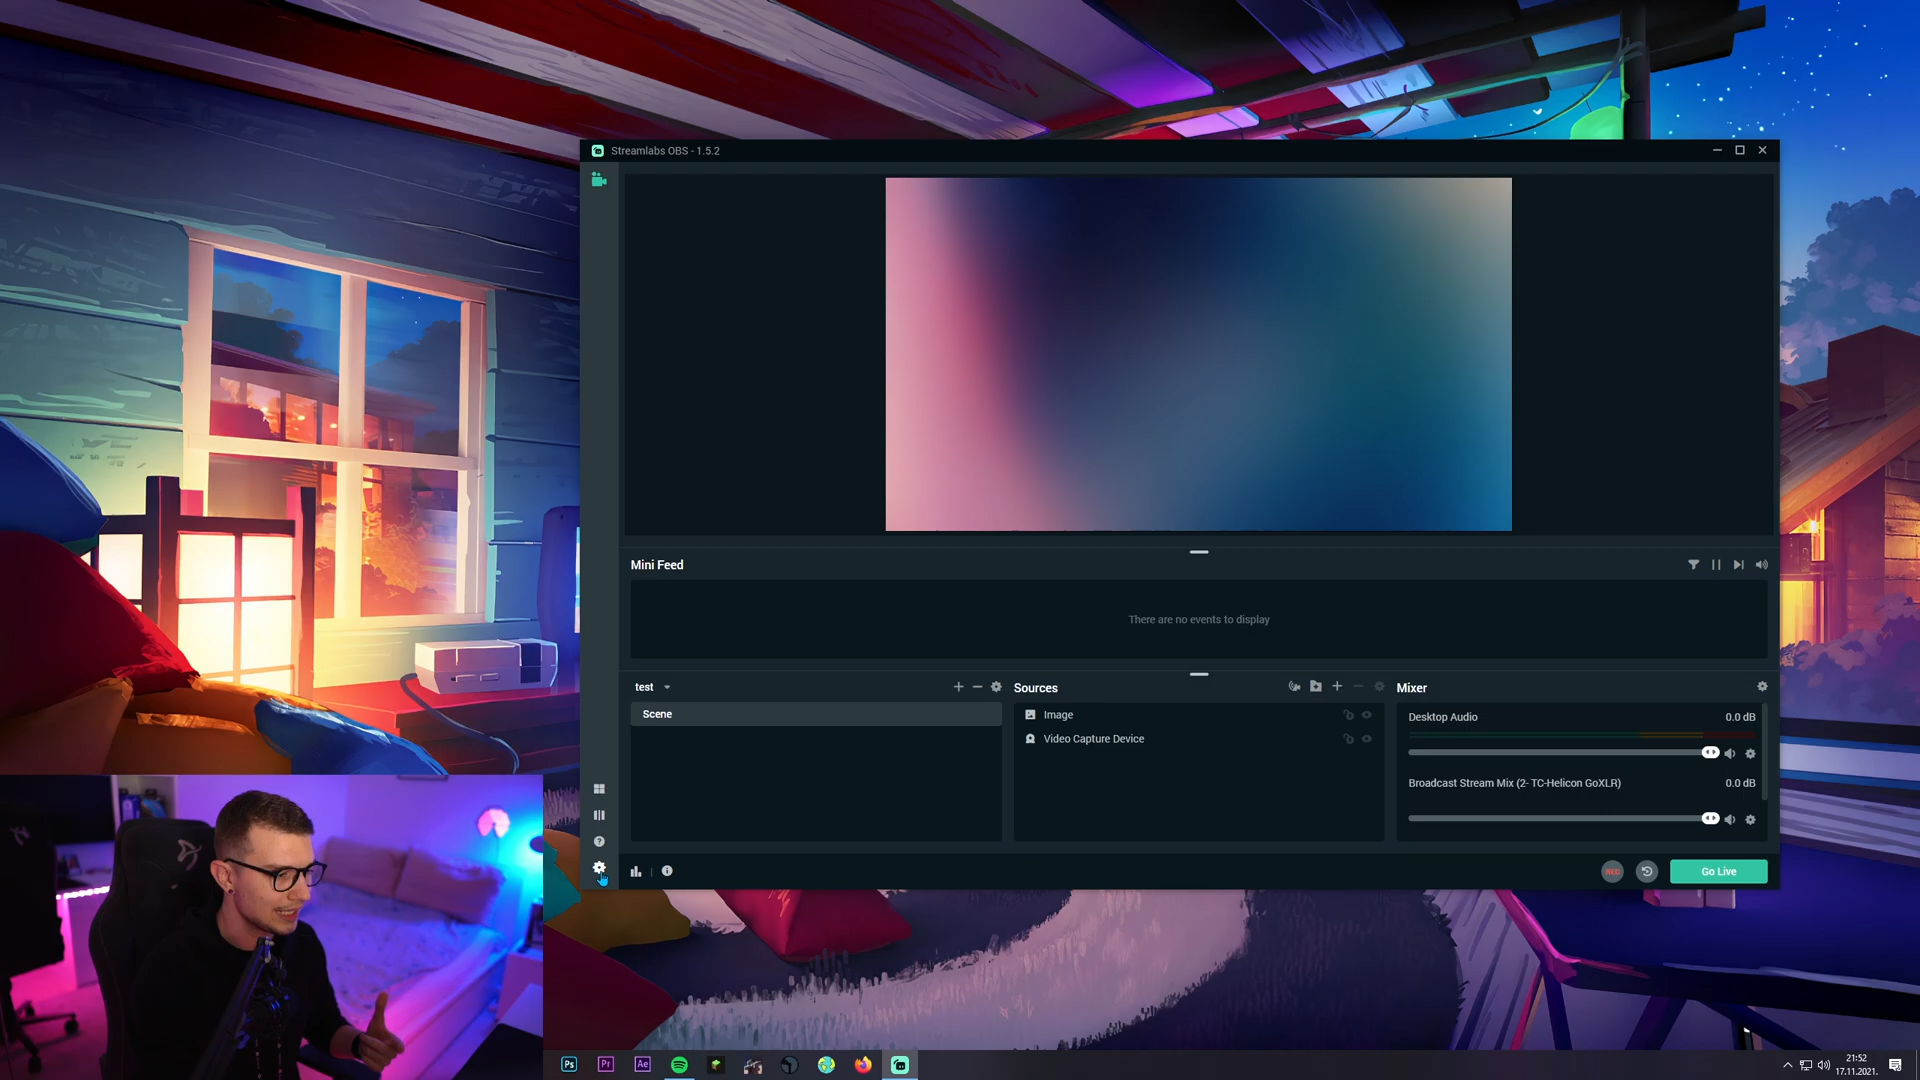 Streamlabs OBS - 1.5.2
Mini Feed
There are no events to display
test
Scene
Sources
Image
Video Capture Device
Mixer
Desktop Audio
0.0 dB
Broadcast Stream Mix (2- TC-Helicon GoXLR)
0.0 dB
REC
Go Live
Ps
Pr
Ae
21:52
17.11.2021.